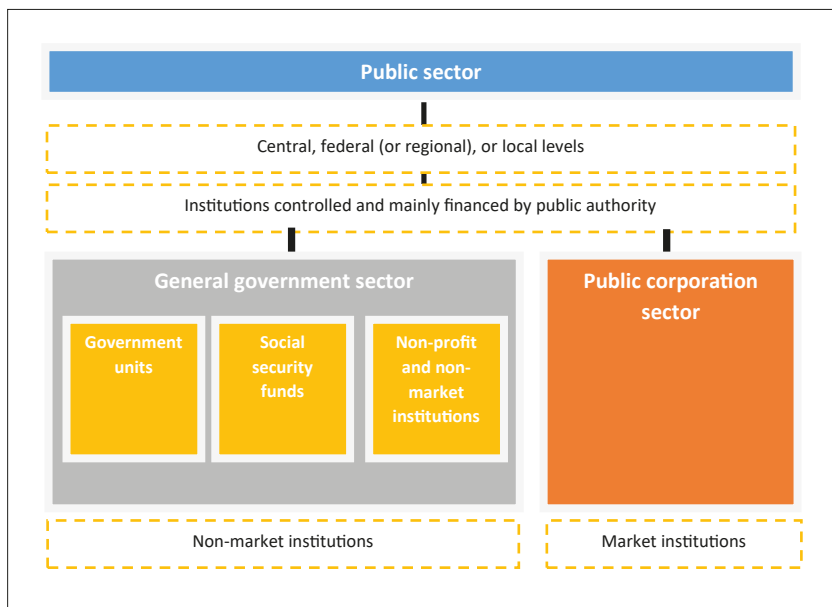 Public sector
Central, federal (or regional), or local levels
Institutions controlled and mainly financed by public authority
General government sector
Government
units
Social
security
funds
Non-profit
and non-
market
institutions
Public corporation
sector
Non-market institutions
Market institutions